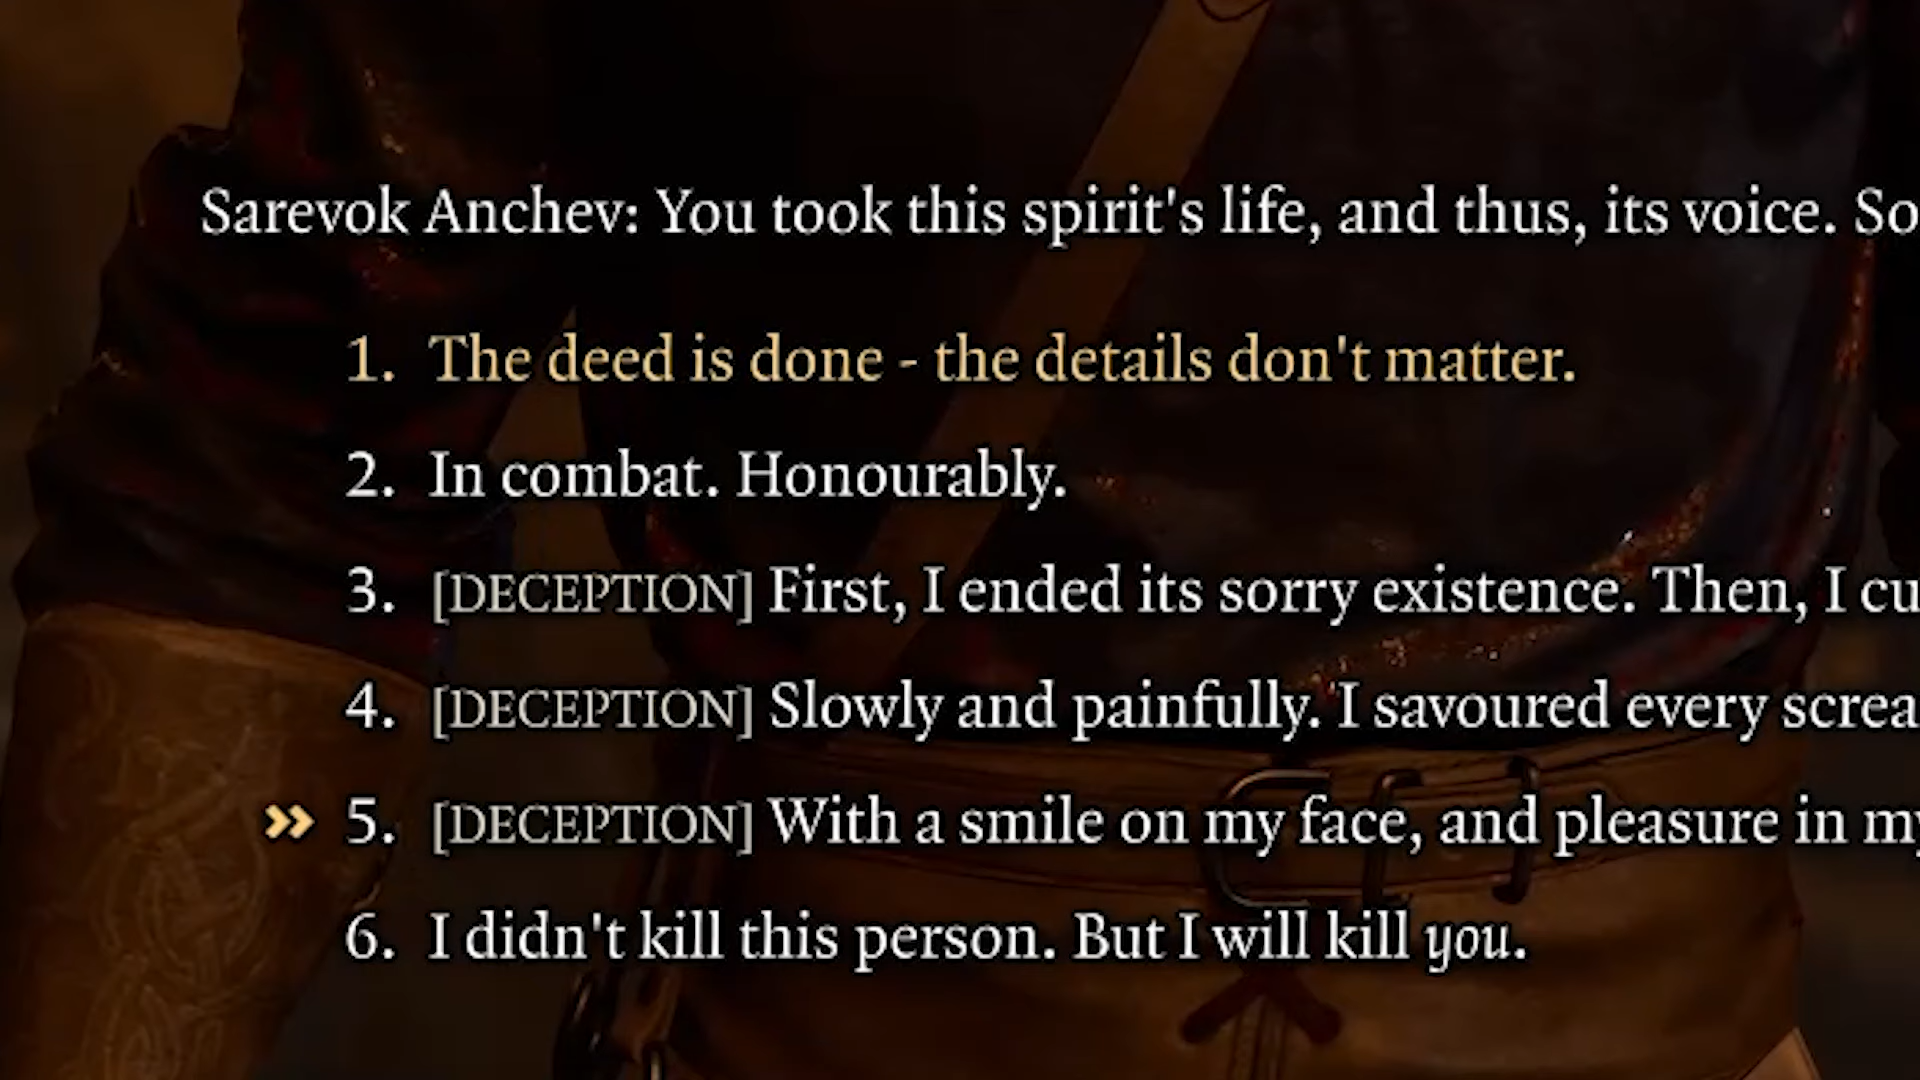 Sarevok Anchev: You took this spirit's life, and thus, its voice. So
1. The deed is done - the details don't matter.
2. In combat. Honourably.
3. [DECEPTION] First, I ended its sorry existence. Then, I cu
4. [DECEPTION] Slowly and painfully. I savoured every screa
5. [DECEPTION] With a smile on my face, and pleasure in my
6. I didn't kill this person. But I will kill you.